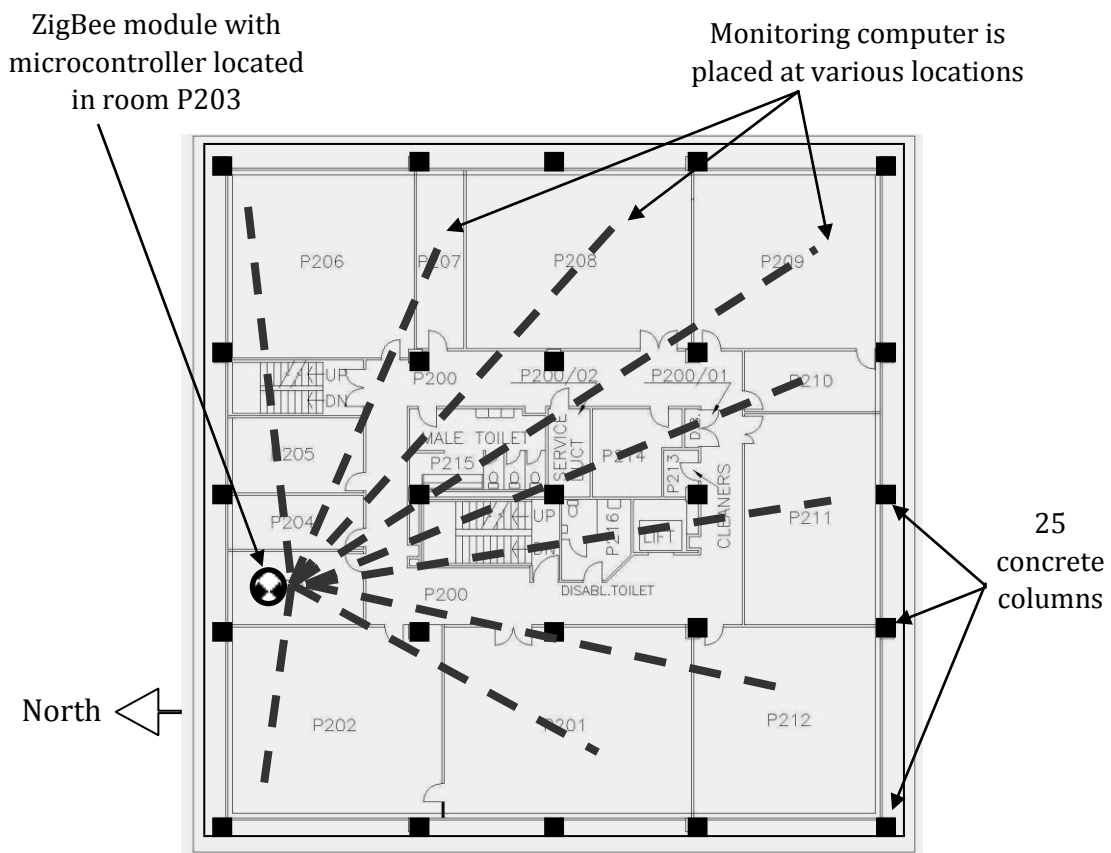 ZigBee module with
microcontroller located
in room P203
Monitoring computer is
placed at various locations
P206
P207
P208
P209
UP
DN
P200
P200/02
P200/01
P210
MALE TOILET
P215
SERVICE
DUCT
P214
P213
CLEANERS
P205
P204
UP
DN
P216
LIFT
P211
P200
DISABL.TOILET
25
concrete
columns
North
P202
P201
P212